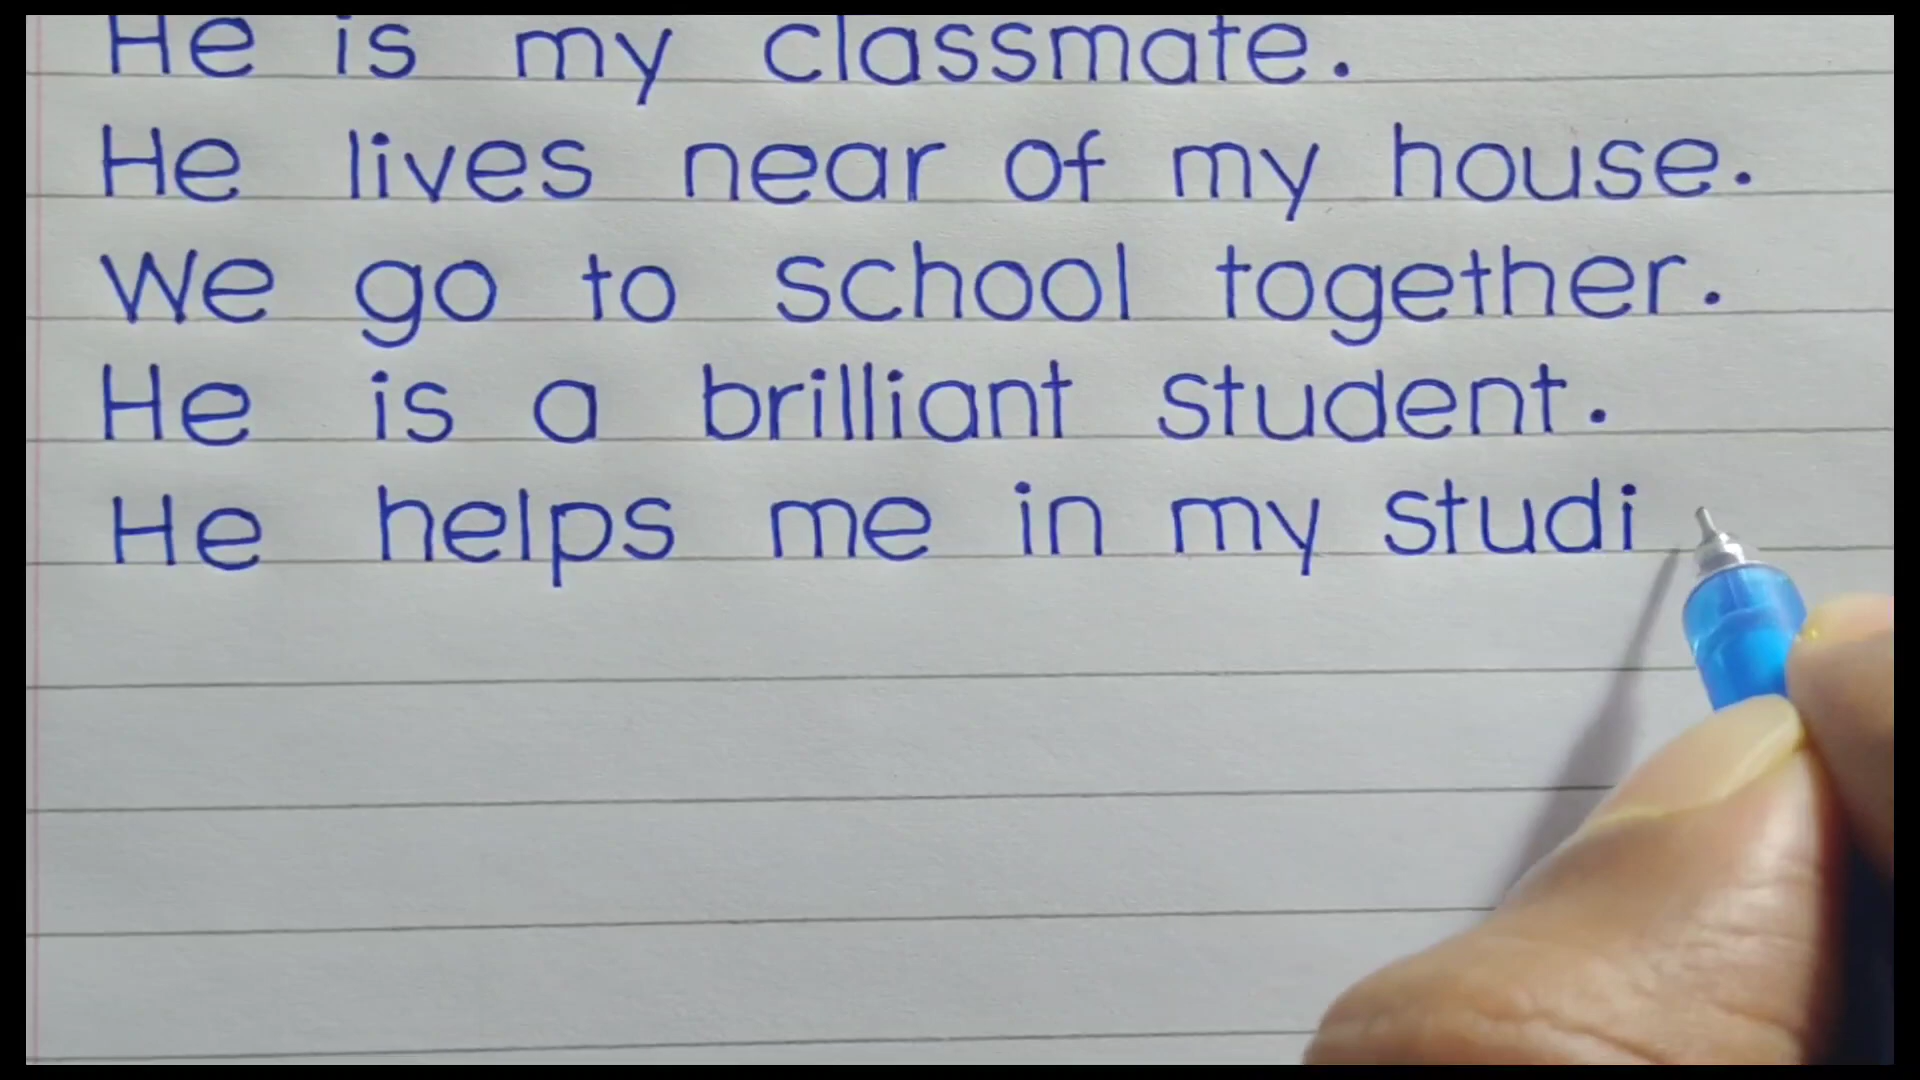 He is my classmate.
He lives near of my house.
We go to school together.
He is a brilliant student.
He helps me in my studi